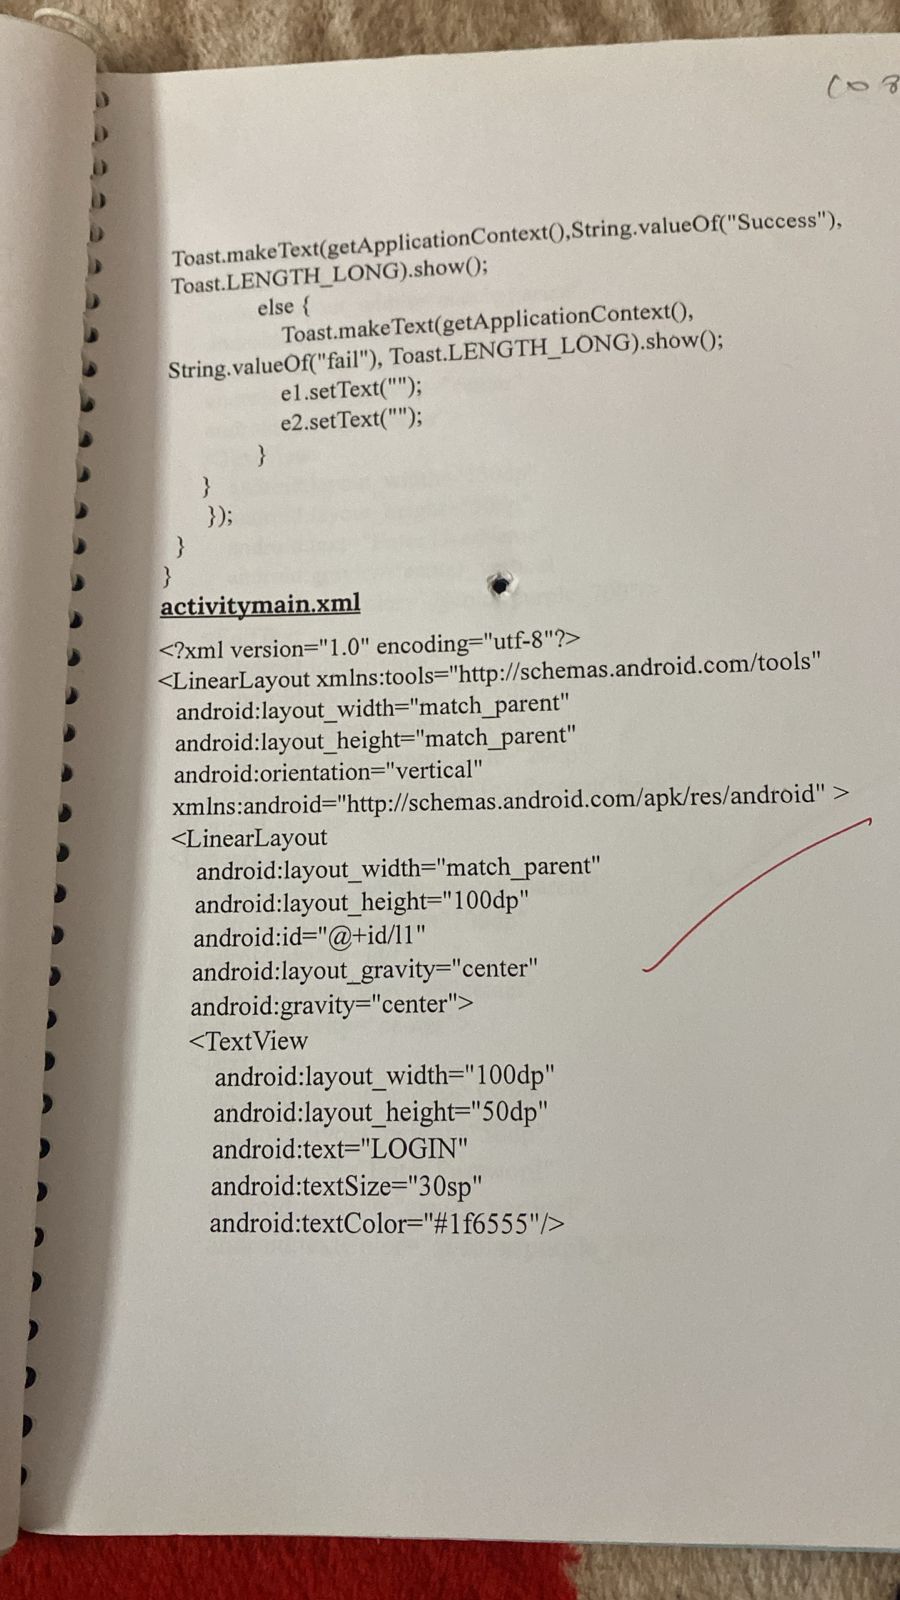 Toast.makeText(getApplicationContext(),String.valueOf("Success"),
Toast.LENGTH_LONG).show();
else {
Toast.makeText(getApplicationContext(),
String.valueOf("fail"), Toast.LENGTH_LONG).show();
e1.setText("");
e2.setText("");
}
}
});
}
}
activitymain.xml
<?xml version="1.0" encoding="utf-8"?>
<LinearLayout xmlns:tools="http://schemas.android.com/tools"
android:layout_width="match_parent"
android:layout_height="match_parent"
android:orientation="vertical"
xmlns:android="http://schemas.android.com/apk/res/android" >
<LinearLayout
android:layout_width="match_parent"
android:layout_height="100dp"
android:id="@+id/l1"
android:layout_gravity="center"
android:gravity="center">
<TextView
android:layout_width="100dp"
android:layout_height="50dp"
android:text="LOGIN"
android:textSize="30sp"
android:textColor="#1f6555"/>